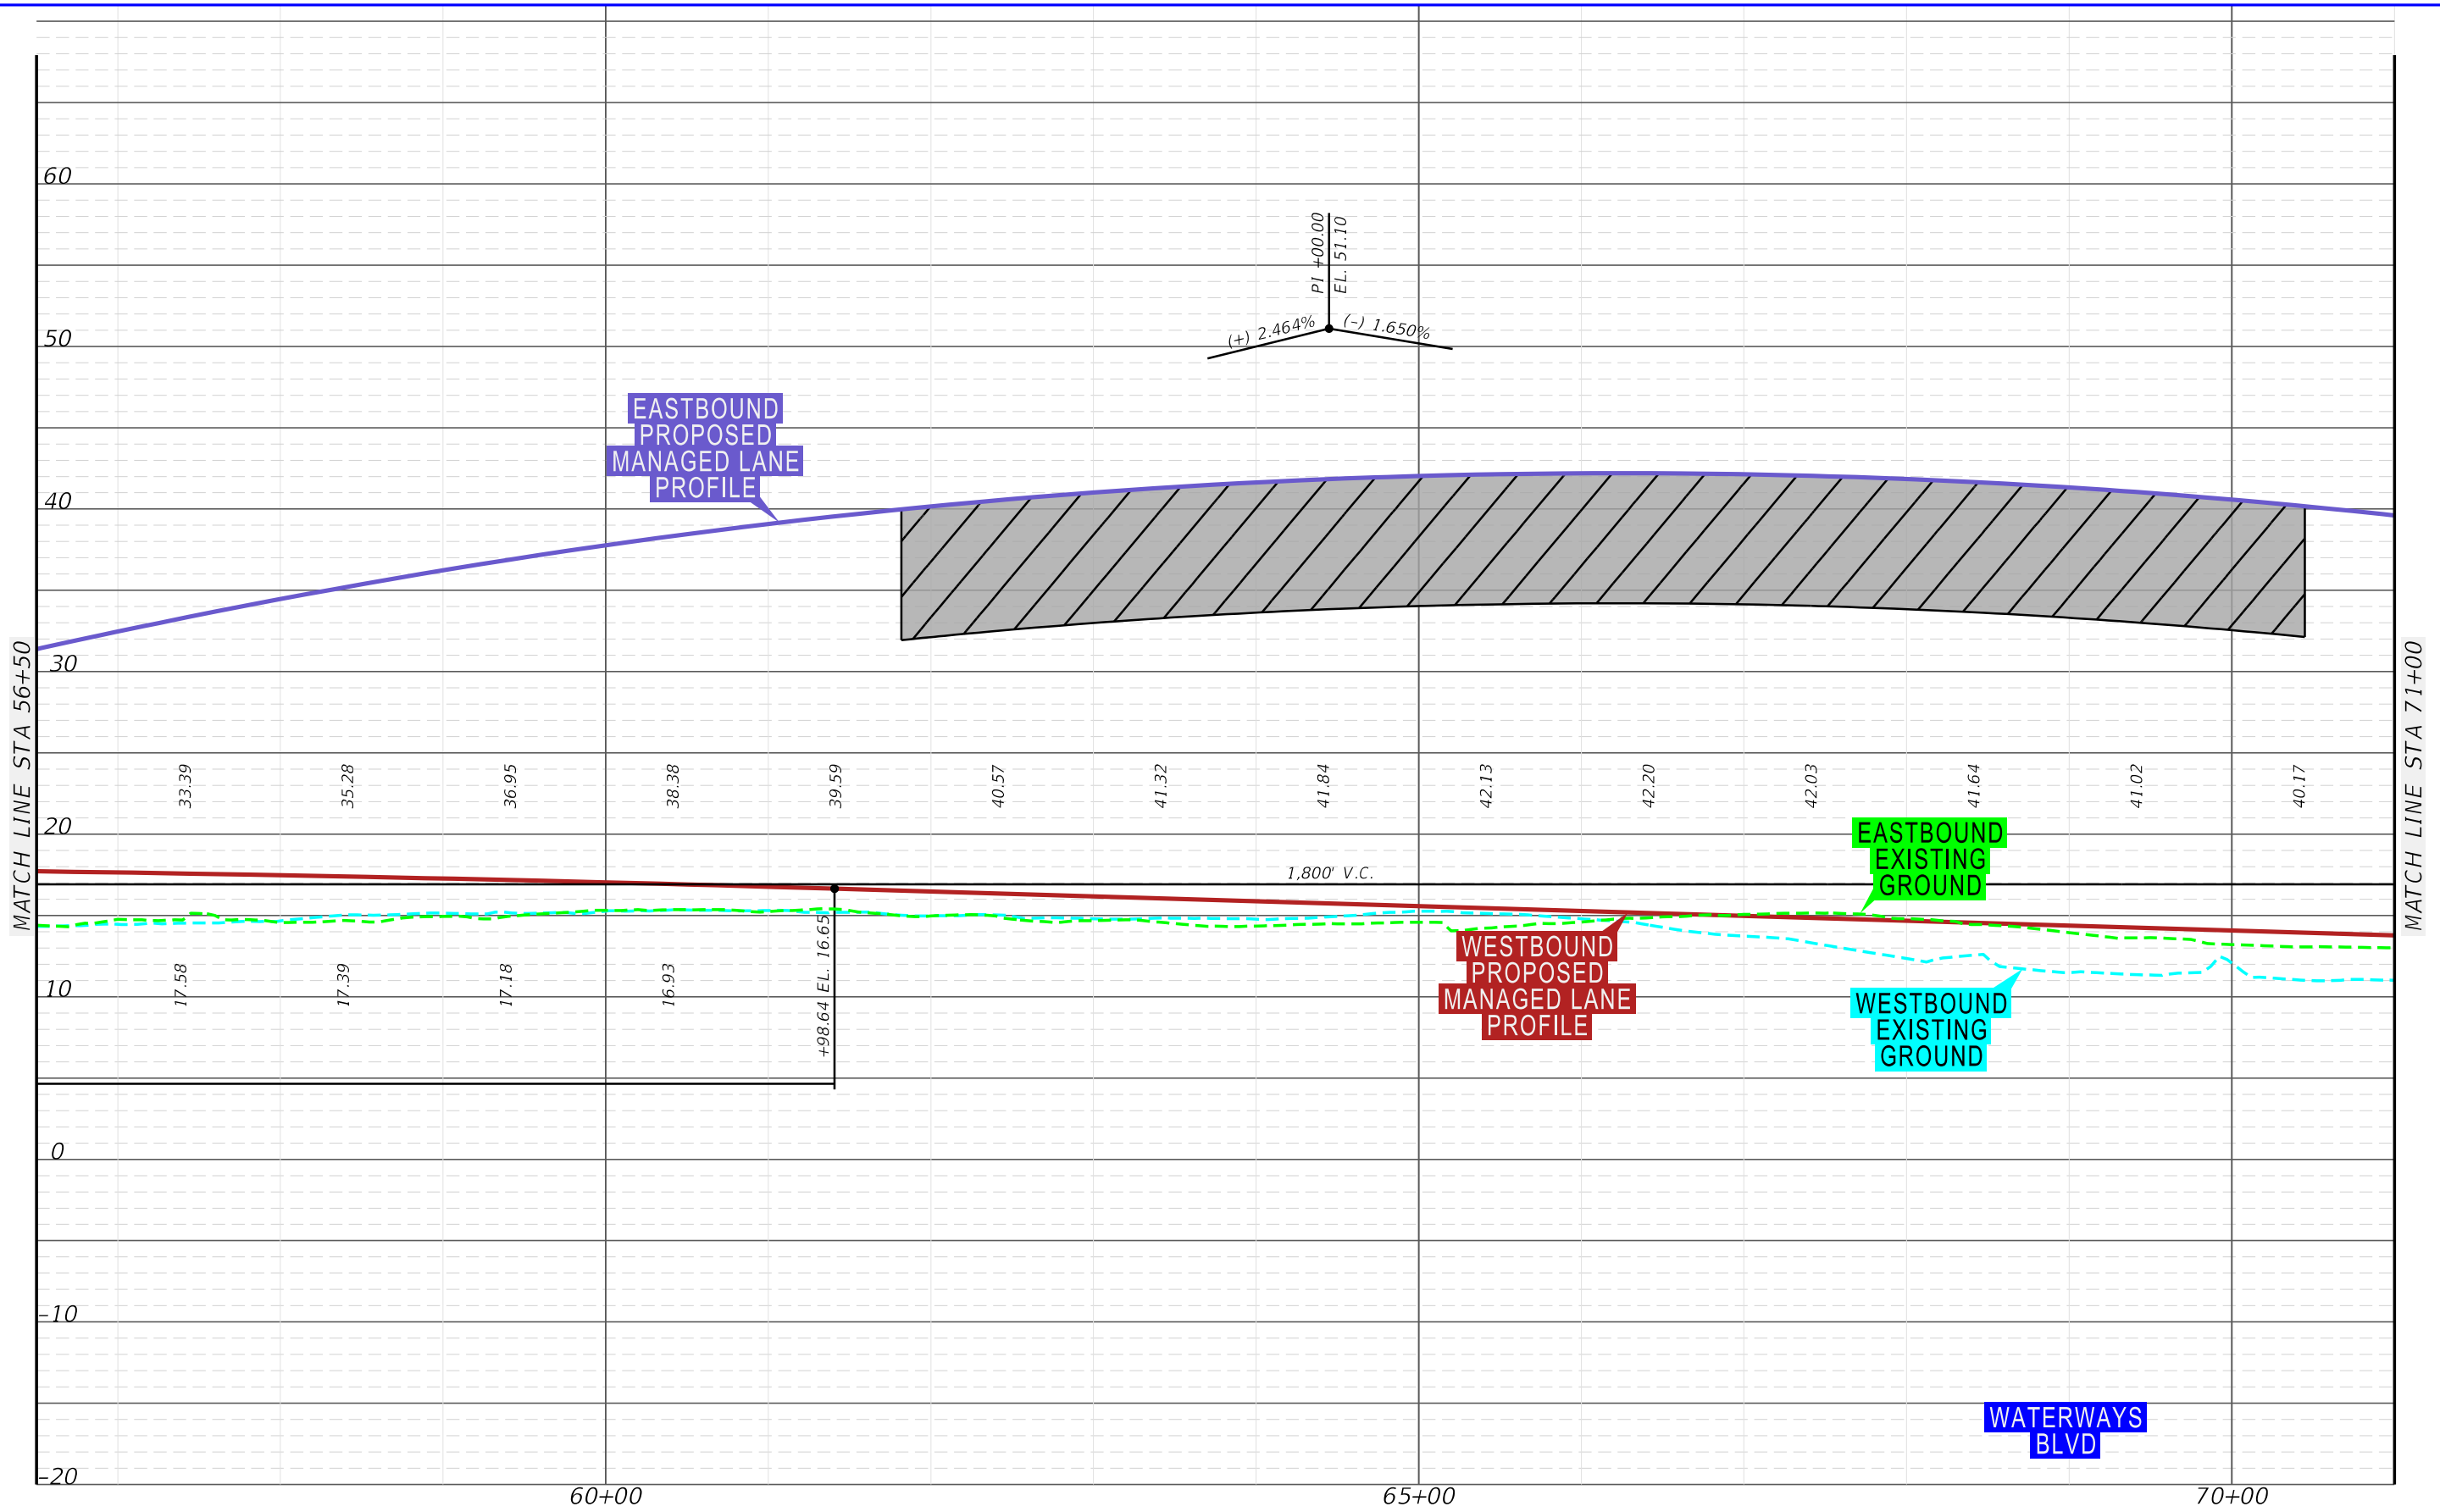 60
50
40
30
20
10
0
-10
-20
MATCH LINE STA 56+50
MATCH LINE STA 71+00
PI +00.00
EL. 51.10
(+) 2.464%
(-) 1.650%
EASTBOUND
PROPOSED
MANAGED LANE
PROFILE
33.39
35.28
36.95
38.38
39.59
40.57
41.32
41.84
42.13
42.20
42.03
41.64
41.02
40.17
EASTBOUND
EXISTING
GROUND
1,800' V.C.
17.58
17.39
17.18
16.93
+98.64 EL. 16.65
WESTBOUND
PROPOSED
MANAGED LANE
PROFILE
WESTBOUND
EXISTING
GROUND
WATERWAYS
BLVD
60+00
65+00
70+00